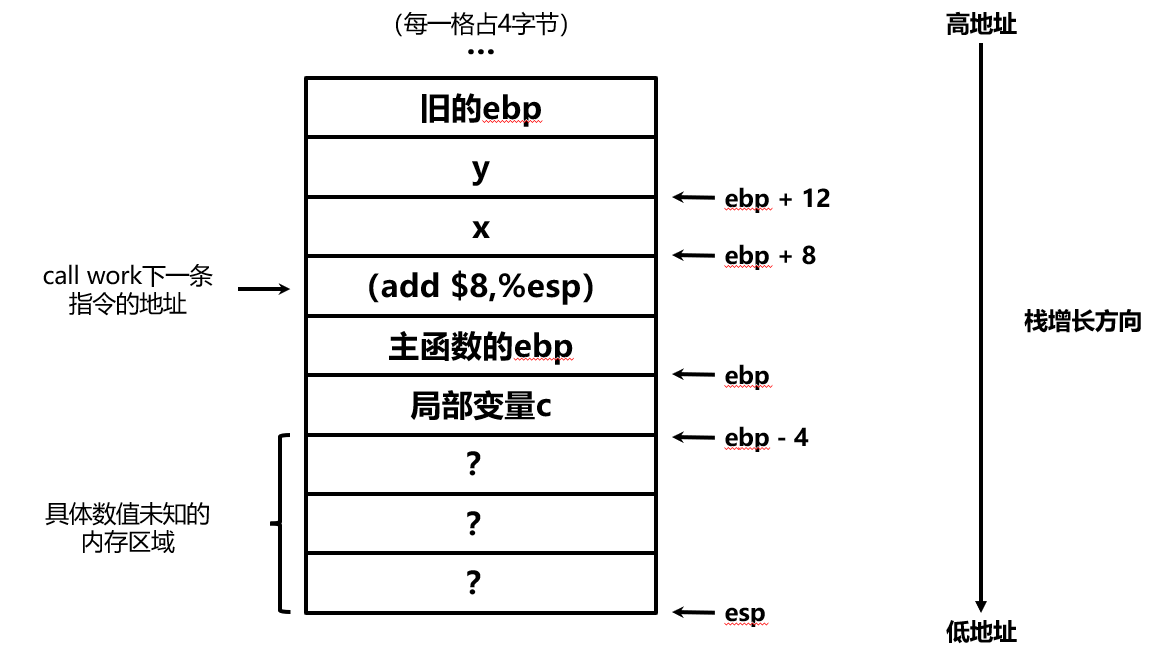 （每一格占4字节）
...
高地址
旧的ebp
y
ebp + 12
x
ebp + 8
call work下一条
指令的地址
（add $8,%esp）
栈增长方向
主函数的ebp
ebp
局部变量c
ebp - 4
?
具体数值未知的
内存区域
?
?
esp
低地址